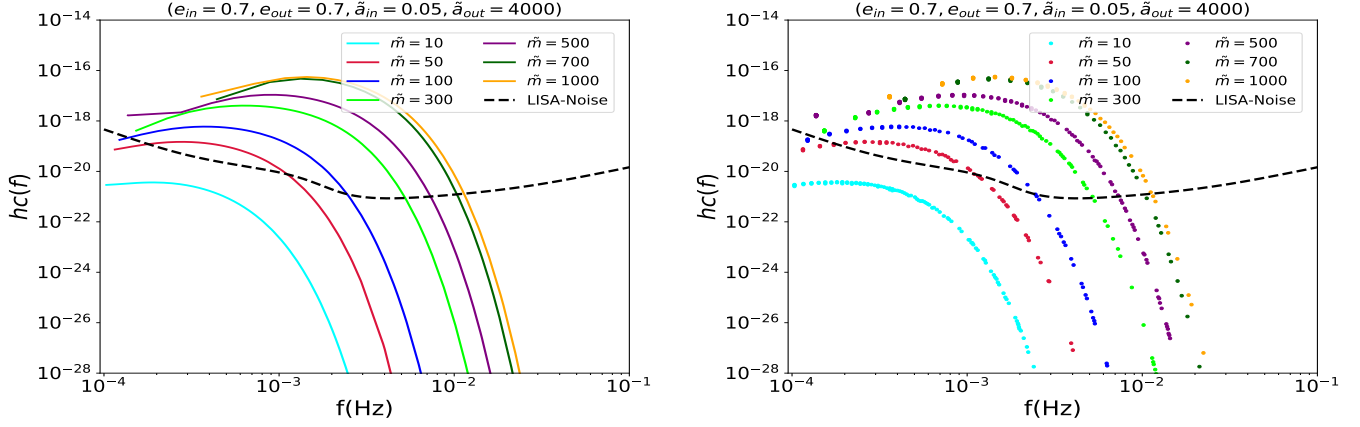 (e_in = 0.7, e_out = 0.7, ã_in = 0.05, ã_out = 4000)
10⁻¹⁴
10⁻¹⁶
10⁻¹⁸
10⁻²⁰
10⁻²²
10⁻²⁴
10⁻²⁶
10⁻²⁸
hc(f)
m̃ = 10
m̃ = 50
m̃ = 100
m̃ = 300
m̃ = 500
m̃ = 700
m̃ = 1000
LISA-Noise
10⁻⁴
10⁻³
10⁻²
10⁻¹
f(Hz)
(e_in = 0.7, e_out = 0.7, ã_in = 0.05, ã_out = 4000)
10⁻¹⁴
10⁻¹⁶
10⁻¹⁸
10⁻²⁰
10⁻²²
10⁻²⁴
10⁻²⁶
10⁻²⁸
hc(f)
m̃ = 10
m̃ = 50
m̃ = 100
m̃ = 300
m̃ = 500
m̃ = 700
m̃ = 1000
LISA-Noise
10⁻⁴
10⁻³
10⁻²
10⁻¹
f(Hz)